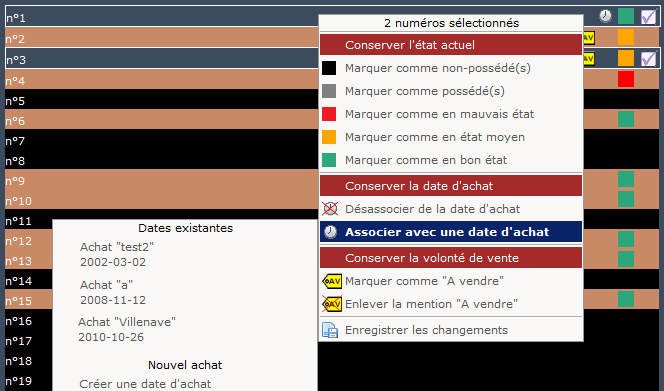 n°1
n°2
n°3
n°4
n°5
n°6
n°7
n°8
n°9
n°10
n°11
n°12
n°13
n°14
n°15
n°16
n°17
n°18
n°19
AV
AV
2 numéros sélectionnés
Conserver l'état actuel
Marquer comme non-possédé(s)
Marquer comme possédé(s)
Marquer comme en mauvais état
Marquer comme en état moyen
Marquer comme en bon état
Conserver la date d'achat
Désassocier de la date d'achat
Associer avec une date d'achat
Conserver la volonté de vente
AV Marquer comme "A vendre"
AV Enlever la mention "A vendre"
Enregistrer les changements
Dates existantes
Achat "test2"
2002-03-02
Achat "a"
2008-11-12
Achat "Villenave"
2010-10-26
Nouvel achat
Créer une date d'achat